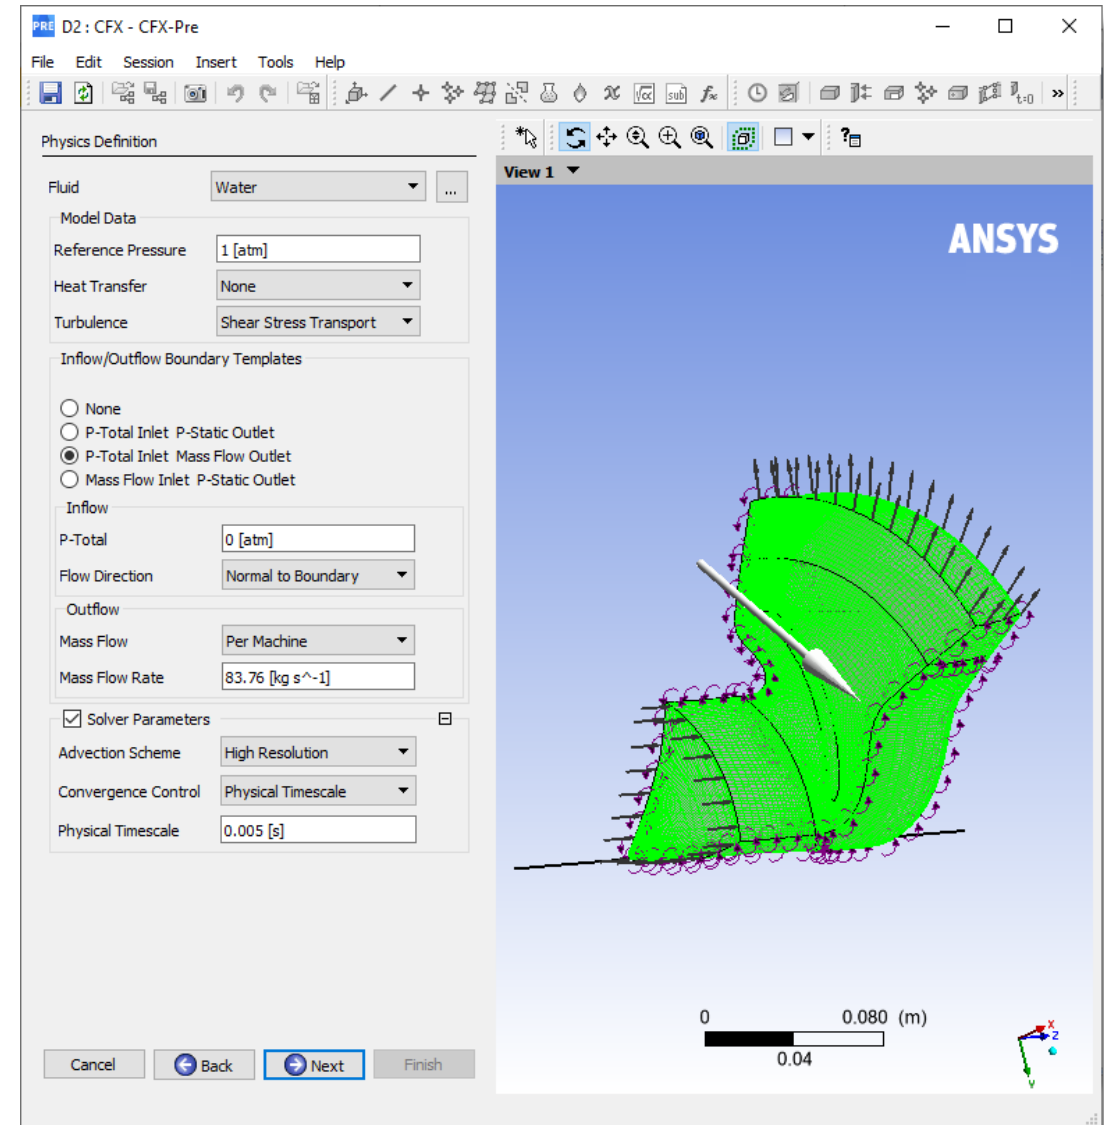 PRE D2 : CFX - CFX-Pre
File Edit Session Insert Tools Help
√α sub f× t=0 »
Physics Definition
Fluid Water ...
Model Data
Reference Pressure 1 [atm]
Heat Transfer None
Turbulence Shear Stress Transport
Inflow/Outflow Boundary Templates
None
P-Total Inlet P-Static Outlet
P-Total Inlet Mass Flow Outlet
Mass Flow Inlet P-Static Outlet
Inflow
P-Total 0 [atm]
Flow Direction Normal to Boundary
Outflow
Mass Flow Per Machine
Mass Flow Rate 83.76 [kg s^-1]
Solver Parameters
Advection Scheme High Resolution
Convergence Control Physical Timescale
Physical Timescale 0.005 [s]
Cancel Back Next Finish
View 1
ANSYS
0 0.080 (m)
0.04
X
Z
Y